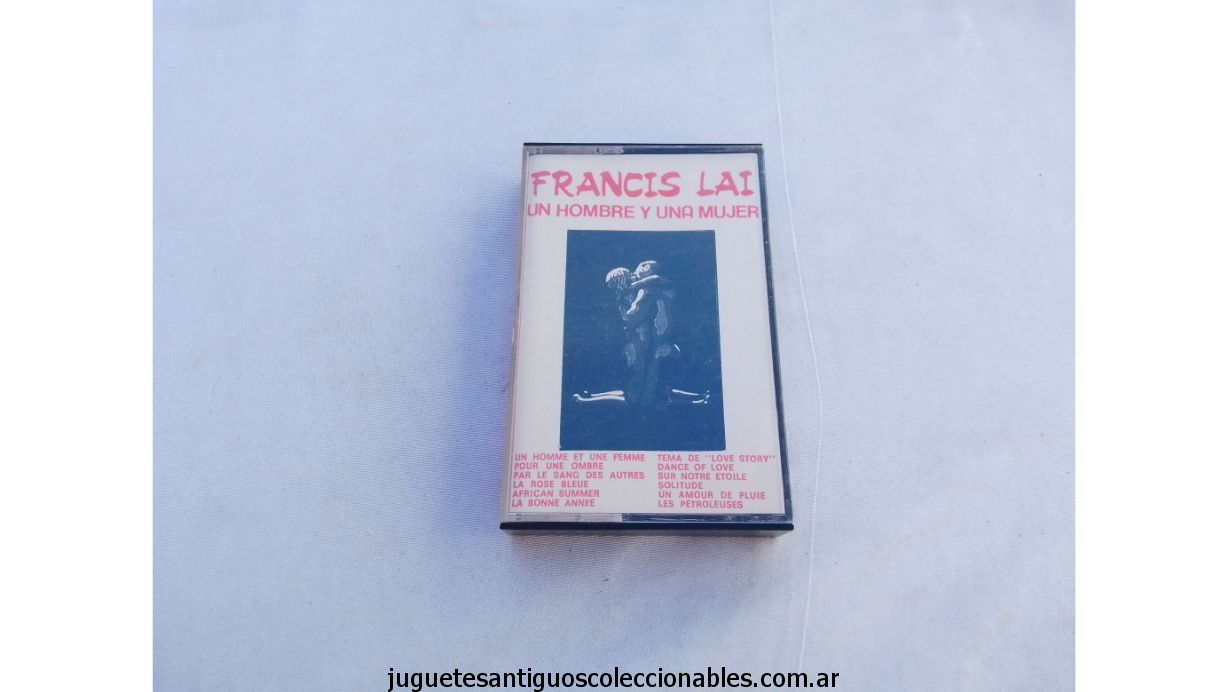 FRANCIS LAI
UN HOMBRE Y UNA MUJER
UN HOMME ET UNE FEMME
POUR UNE OMBRE
PAR LE SANG DES AUTRES
LA ROSE BLEUE
AFRICAN SUMMER
LA BONNE ANNEE
TEMA DE "LOVE STORY"
DANCE OF LOVE
SUR NOTRE ETOILE
SOLITUDE
UN AMOUR DE PLUIE
LES PETROLEUSES
juguetesantiguoscoleccionables.com.ar